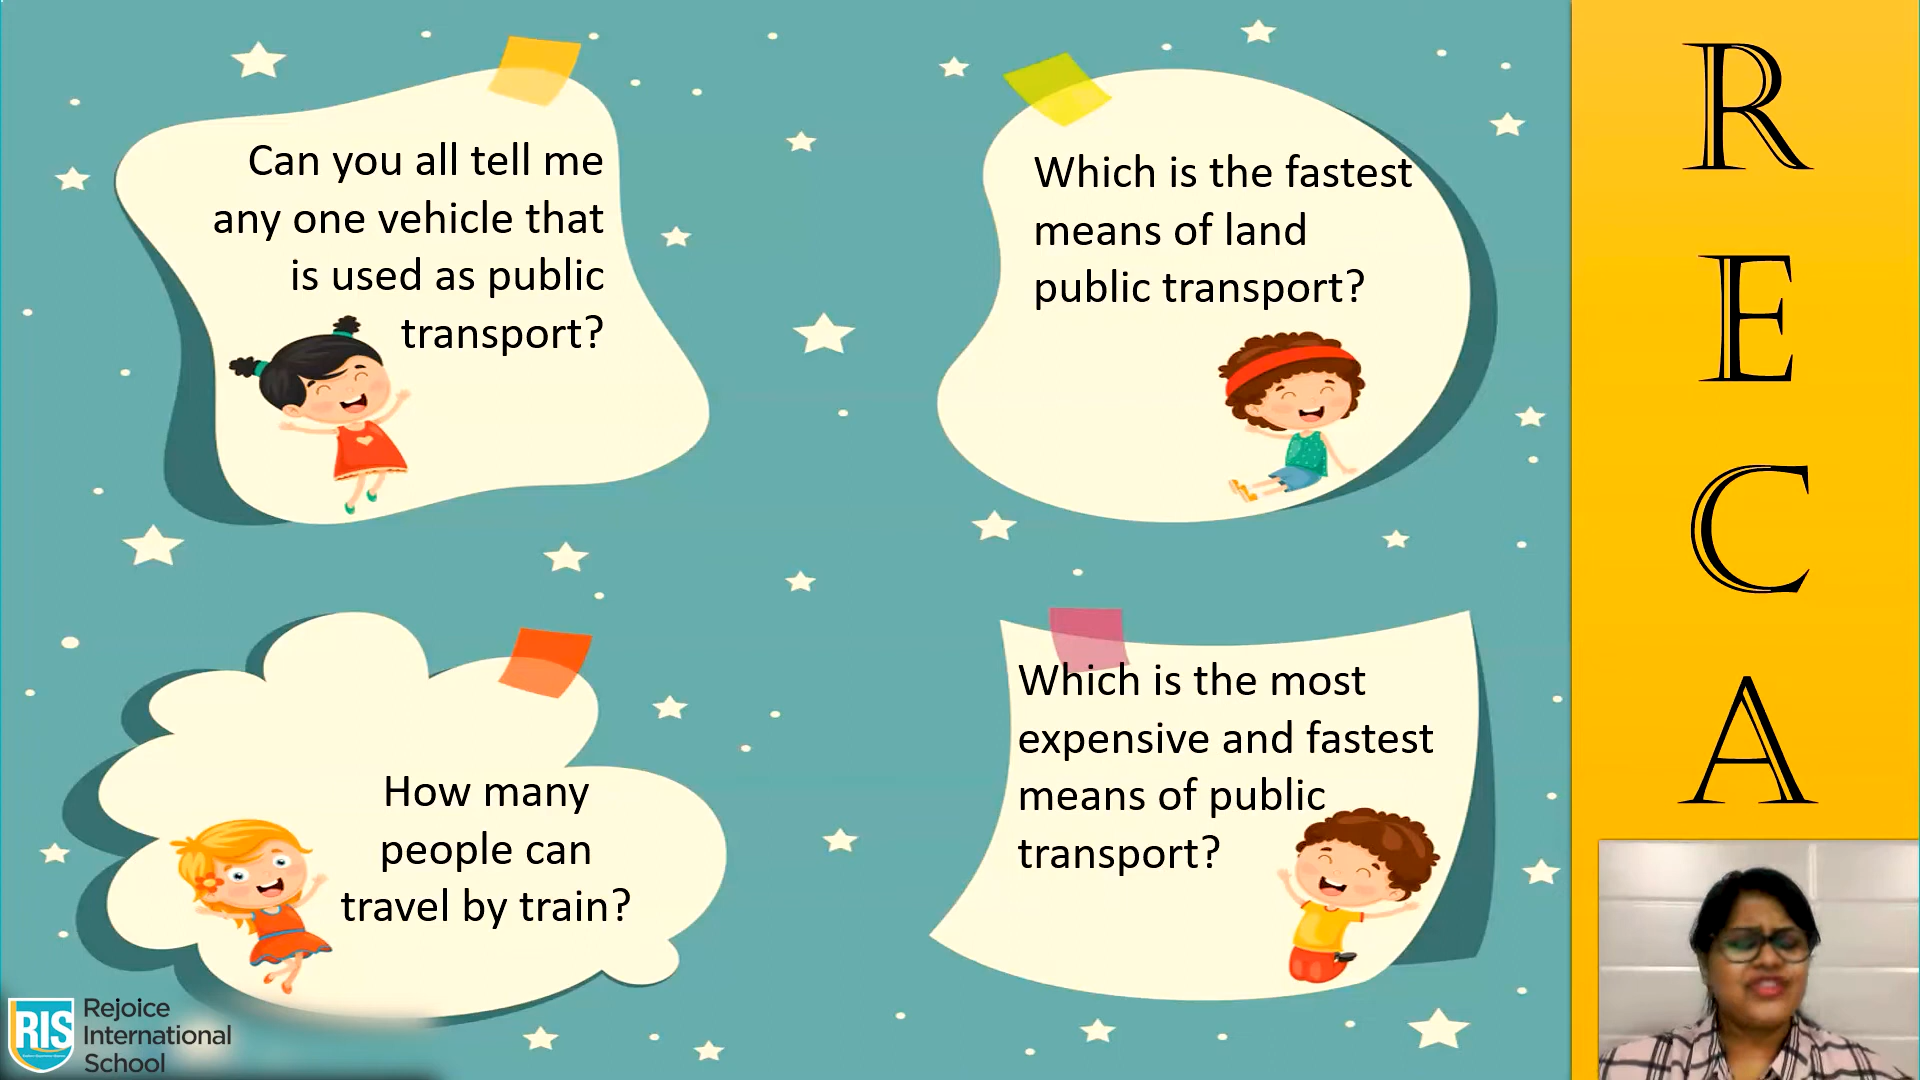 Can you all tell me
any one vehicle that
is used as public
transport?
Which is the fastest
means of land
public transport?
How many
people can
travel by train?
Which is the most
expensive and fastest
means of public
transport?
R
E
C
A
RIS
Rejoice
International
School